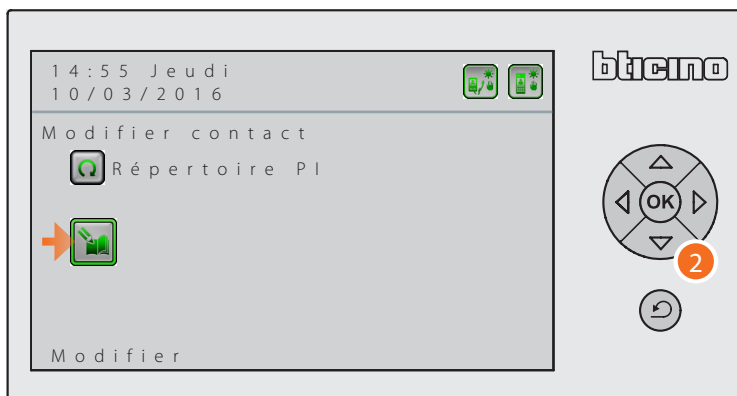 14:55 Jeudi
10/03/2016
bticino
Modifier contact
Répertoire PI
OK
2
Modifier